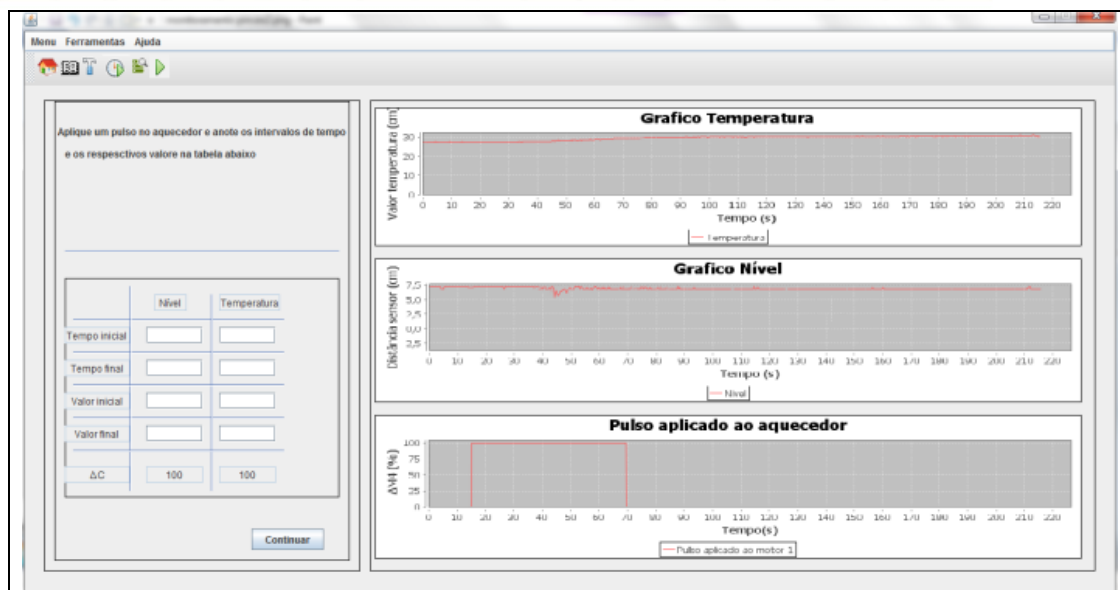 Menu Ferramentas Ajuda
Aplique um pulso no aquecedor e anote os intervalos de tempo
e os respesctivos valore na tabela abaixo
Nível Temperatura
Tempo inicial
Tempo final
Valor inicial
Valor final
ΔC 100 100
Continuar
Grafico Temperatura
Valor temperatura (cm)
30
20
10
0
0 10 20 30 40 50 60 70 80 90 100 110 120 130 140 150 160 170 180 190 200 210 220
Tempo (s)
Temperatura
Grafico Nível
Distância sensor (cm)
7,5
5,0
2,5
0 10 20 30 40 50 60 70 80 90 100 110 120 130 140 150 160 170 180 190 200 210 220
Tempo (s)
Nível
Pulso aplicado ao aquecedor
100
75
50
25
0
0 10 20 30 40 50 60 70 80 90 100 110 120 130 140 150 160 170 180 190 200 210 220
Tempo(s)
Pulso aplicado ao motor 1